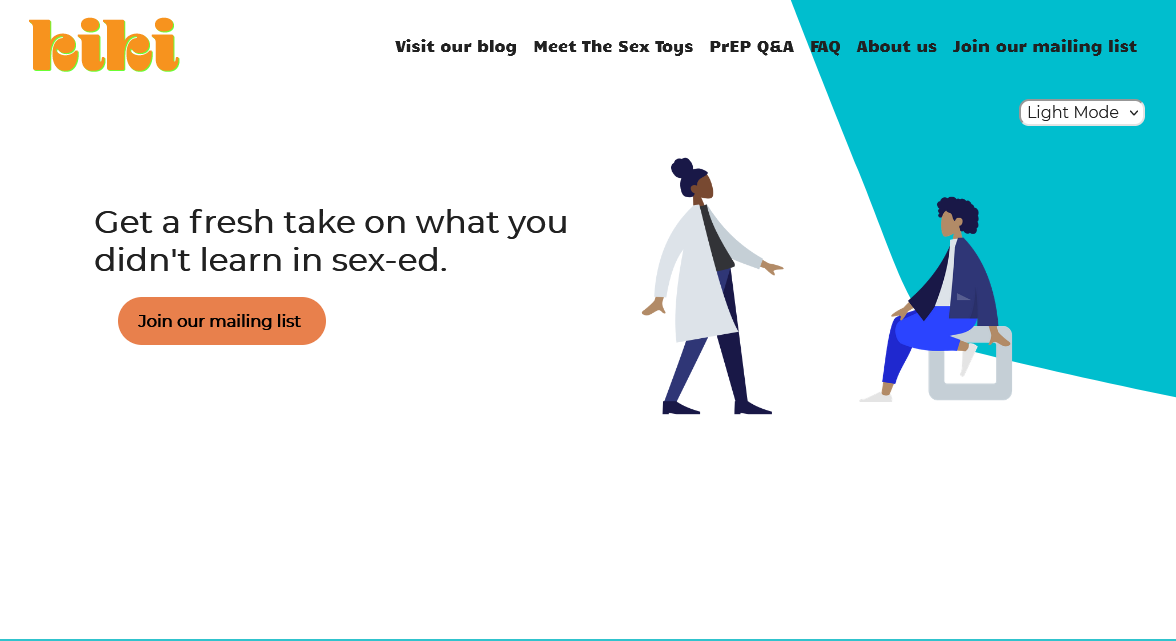 kiki
Visit our blog Meet The Sex Toys PrEP Q&A FAQ About us Join our mailing list
Light Mode
Get a fresh take on what you
didn't learn in sex-ed.
Join our mailing list